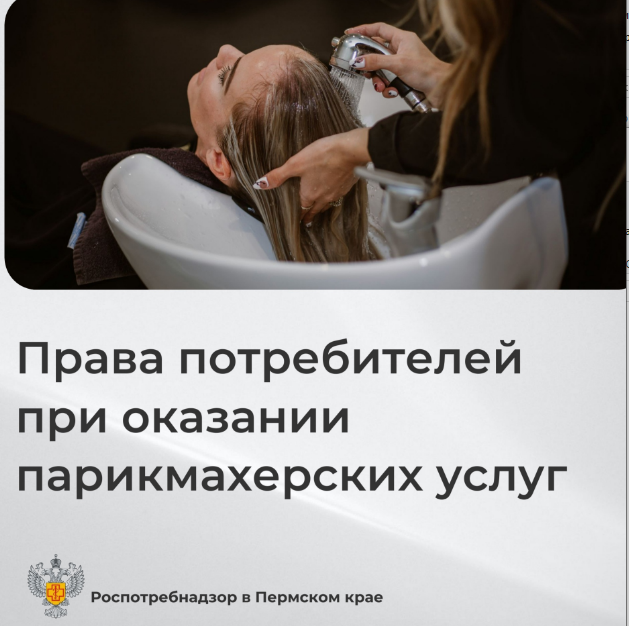 Права потребителей
при оказании
парикмахерских услуг
Роспотребнадзор в Пермском крае